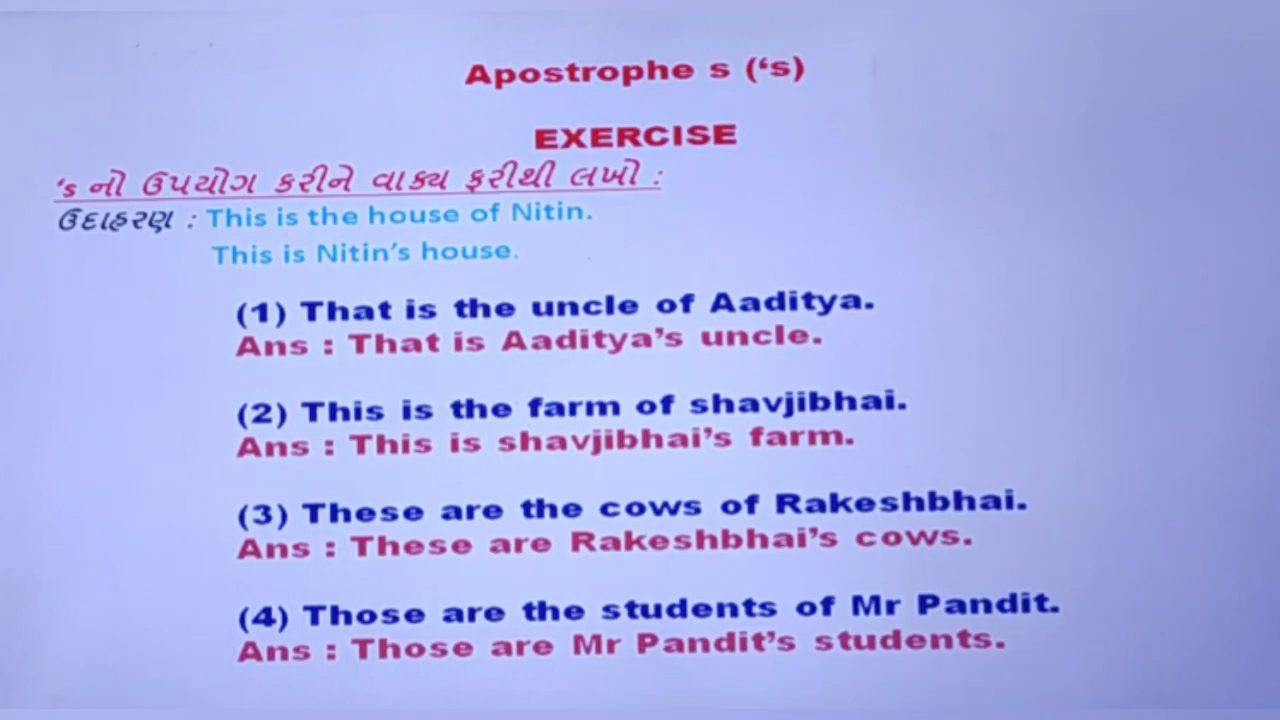 Apostrophe s (‘s)
EXERCISE
‘s નો ઉપયોગ કરીને વાક્ય ફરીથી લખો :
ઉદાહરણ : This is the house of Nitin.
This is Nitin’s house.
(1) That is the uncle of Aaditya.
Ans : That is Aaditya’s uncle.
(2) This is the farm of shavjibhai.
Ans : This is shavjibhai’s farm.
(3) These are the cows of Rakeshbhai.
Ans : These are Rakeshbhai’s cows.
(4) Those are the students of Mr Pandit.
Ans : Those are Mr Pandit’s students.